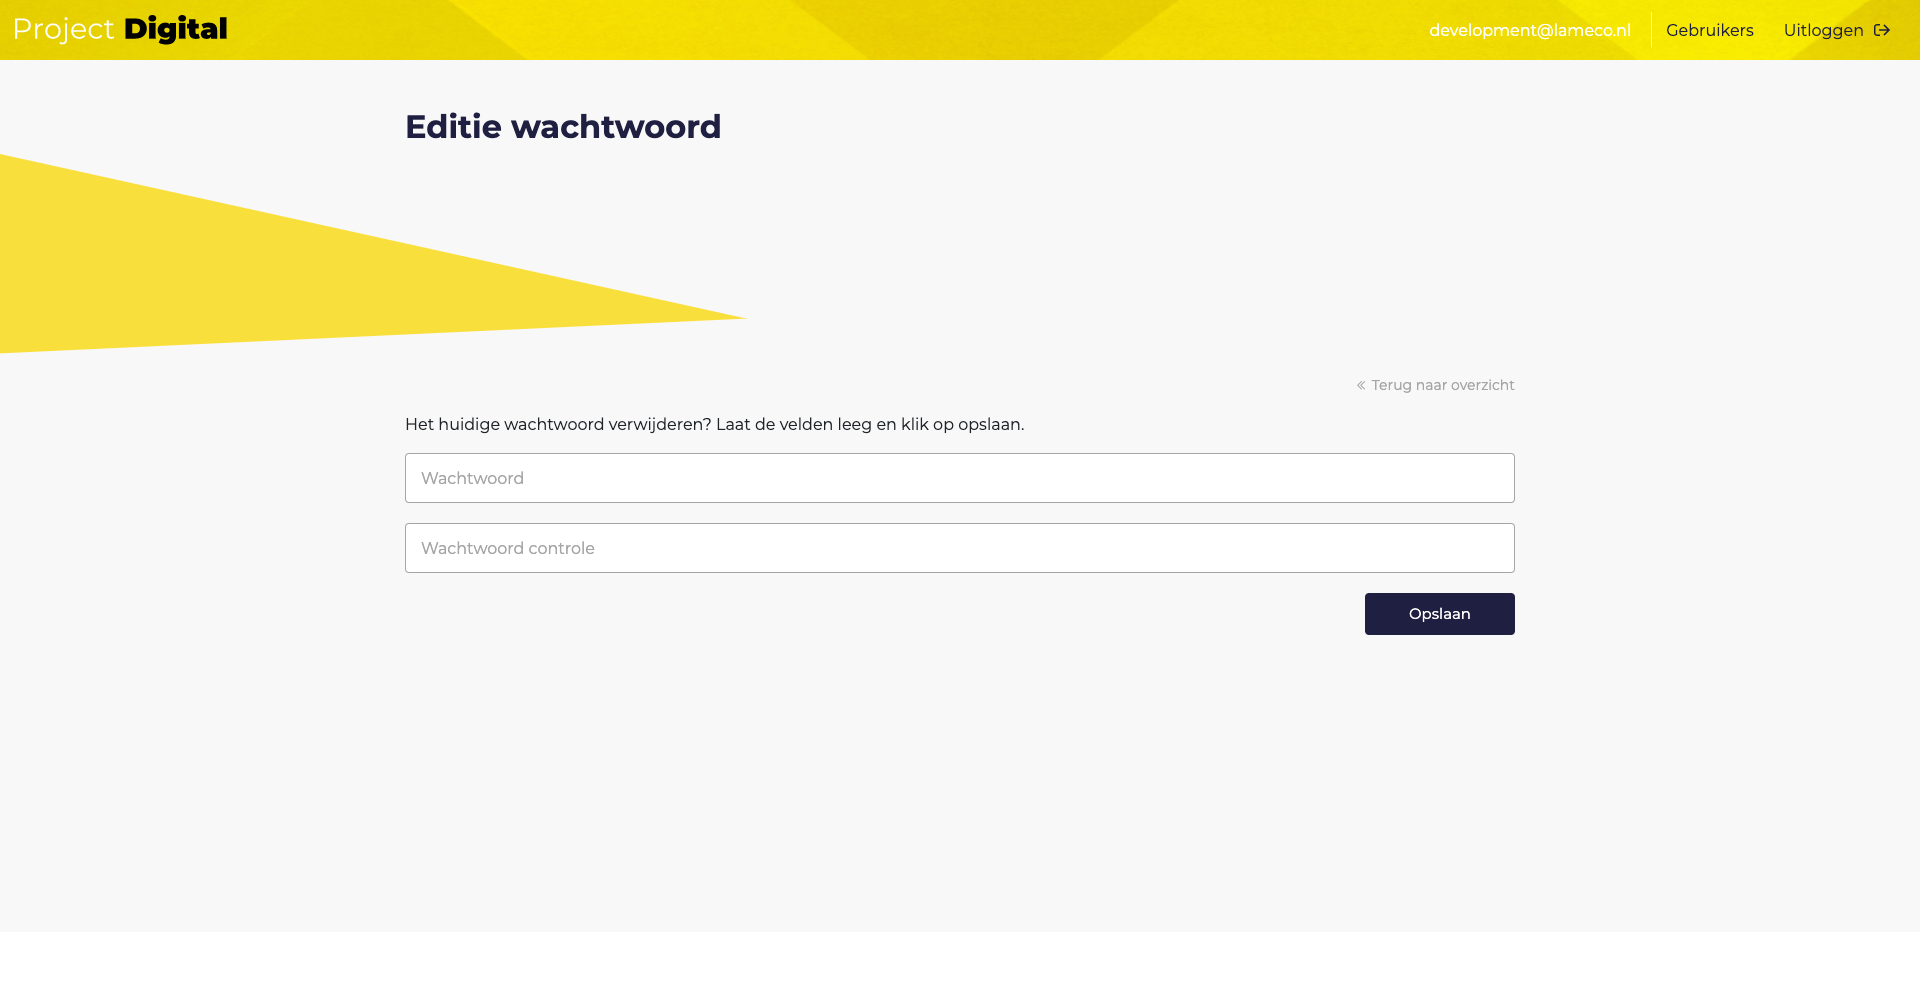 Project Digital
development@lameco.nl
Gebruikers
Uitloggen
Editie wachtwoord
« Terug naar overzicht
Het huidige wachtwoord verwijderen? Laat de velden leeg en klik op opslaan.
Wachtwoord
Wachtwoord controle
Opslaan